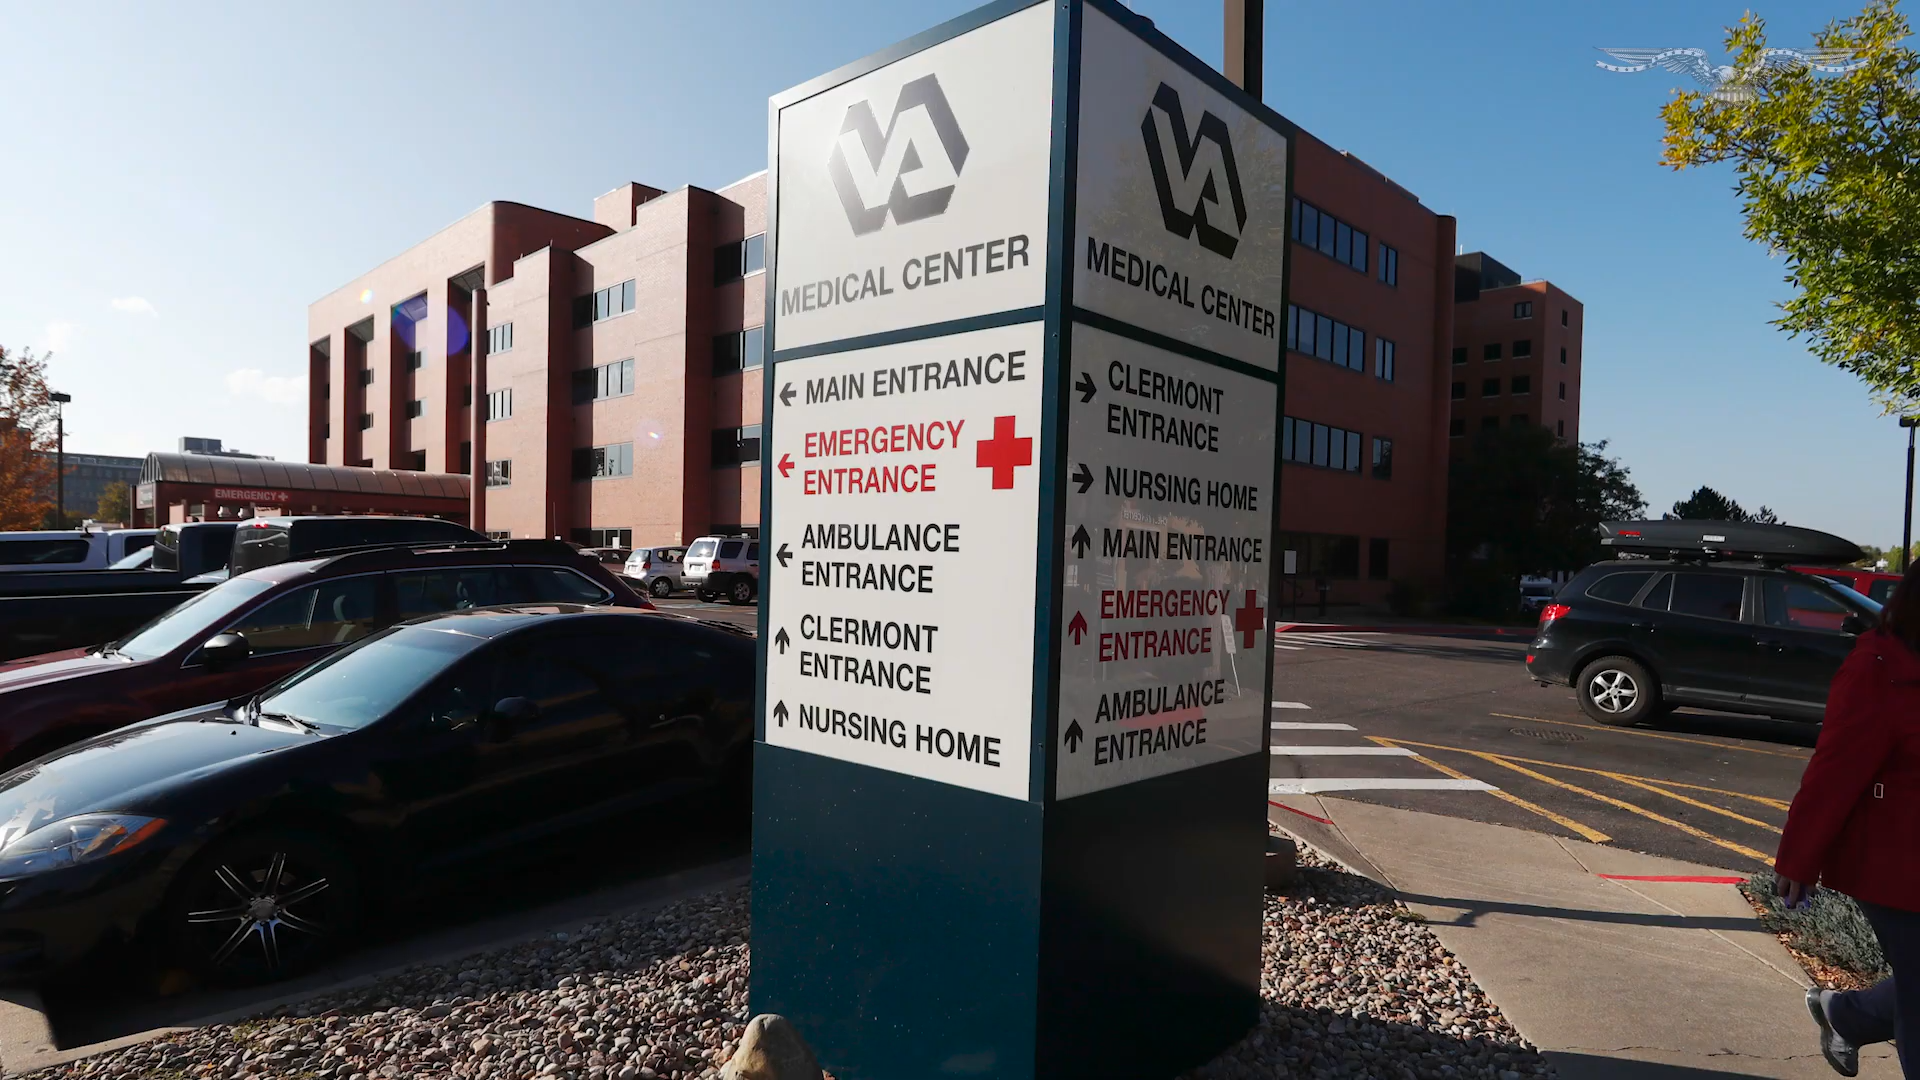 VA
MEDICAL CENTER
MAIN ENTRANCE
EMERGENCY
ENTRANCE
AMBULANCE
ENTRANCE
CLERMONT
ENTRANCE
NURSING HOME
VA
MEDICAL CENTER
CLERMONT
ENTRANCE
NURSING HOME
MAIN ENTRANCE
EMERGENCY
ENTRANCE
AMBULANCE
ENTRANCE
EMERGENCY